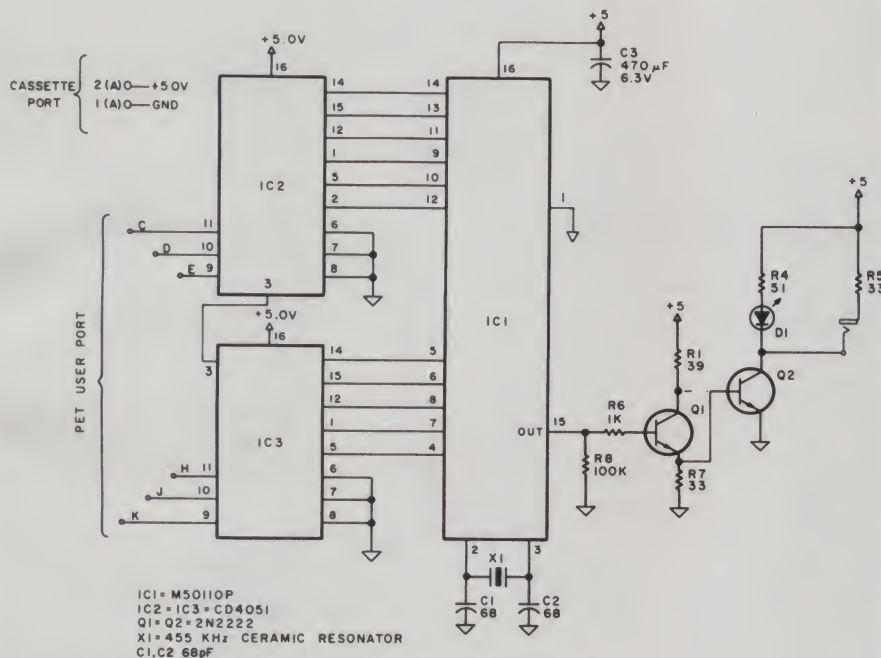 +5.0V
16
CASSETTE PORT
2(A)O—+5.0V
1(A)O—GND
14
15
12
1
5
2
6
7
8
IC2
C 11
D 10
E 9
3
PET USER PORT
+5.0V
16
3
IC3
14
15
12
1
5
6
7
8
H 11
J 10
K 9
+5
C3
470 μF
6.3V
16
14
13
11
9
10
12
5
6
8
7
4
IC1
1
OUT 15
2
3
X1
C1
68
C2
68
R6
1K
R8
100K
+5
R1
39
Q1
R7
33
+5
R4
51
D1
R5
33
Q2
IC1= M50110P
IC2 = IC3 = CD4051
Q1= Q2= 2N2222
X1= 455 KHz CERAMIC RESONATOR
C1,C2 68pF